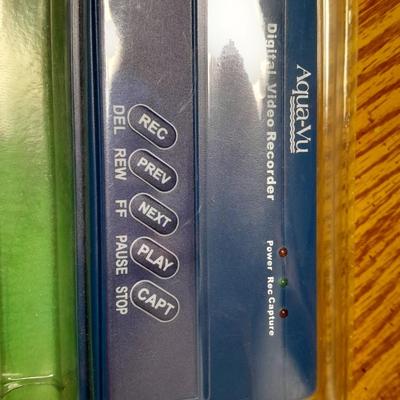 Aqua-Vu
Digital Video Recorder
Power Rec Capture
REC PREV NEXT PLAY CAPT
DEL REW FF PAUSE STOP